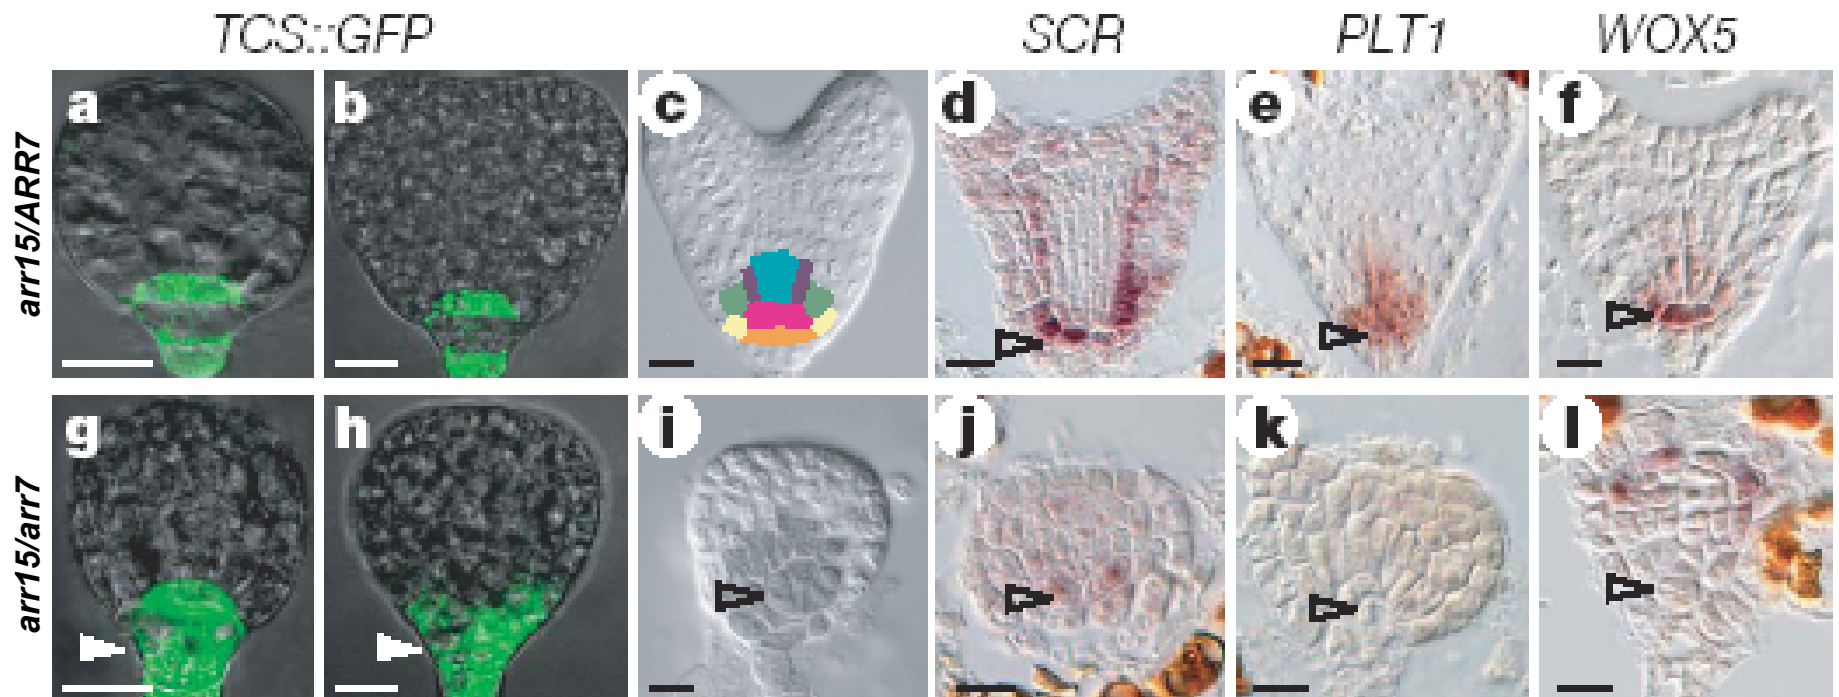 TCS::GFP SCR PLT1 WOX5
arr15/ARR7
a b c d e f
arr15/arr7
g h i j k l